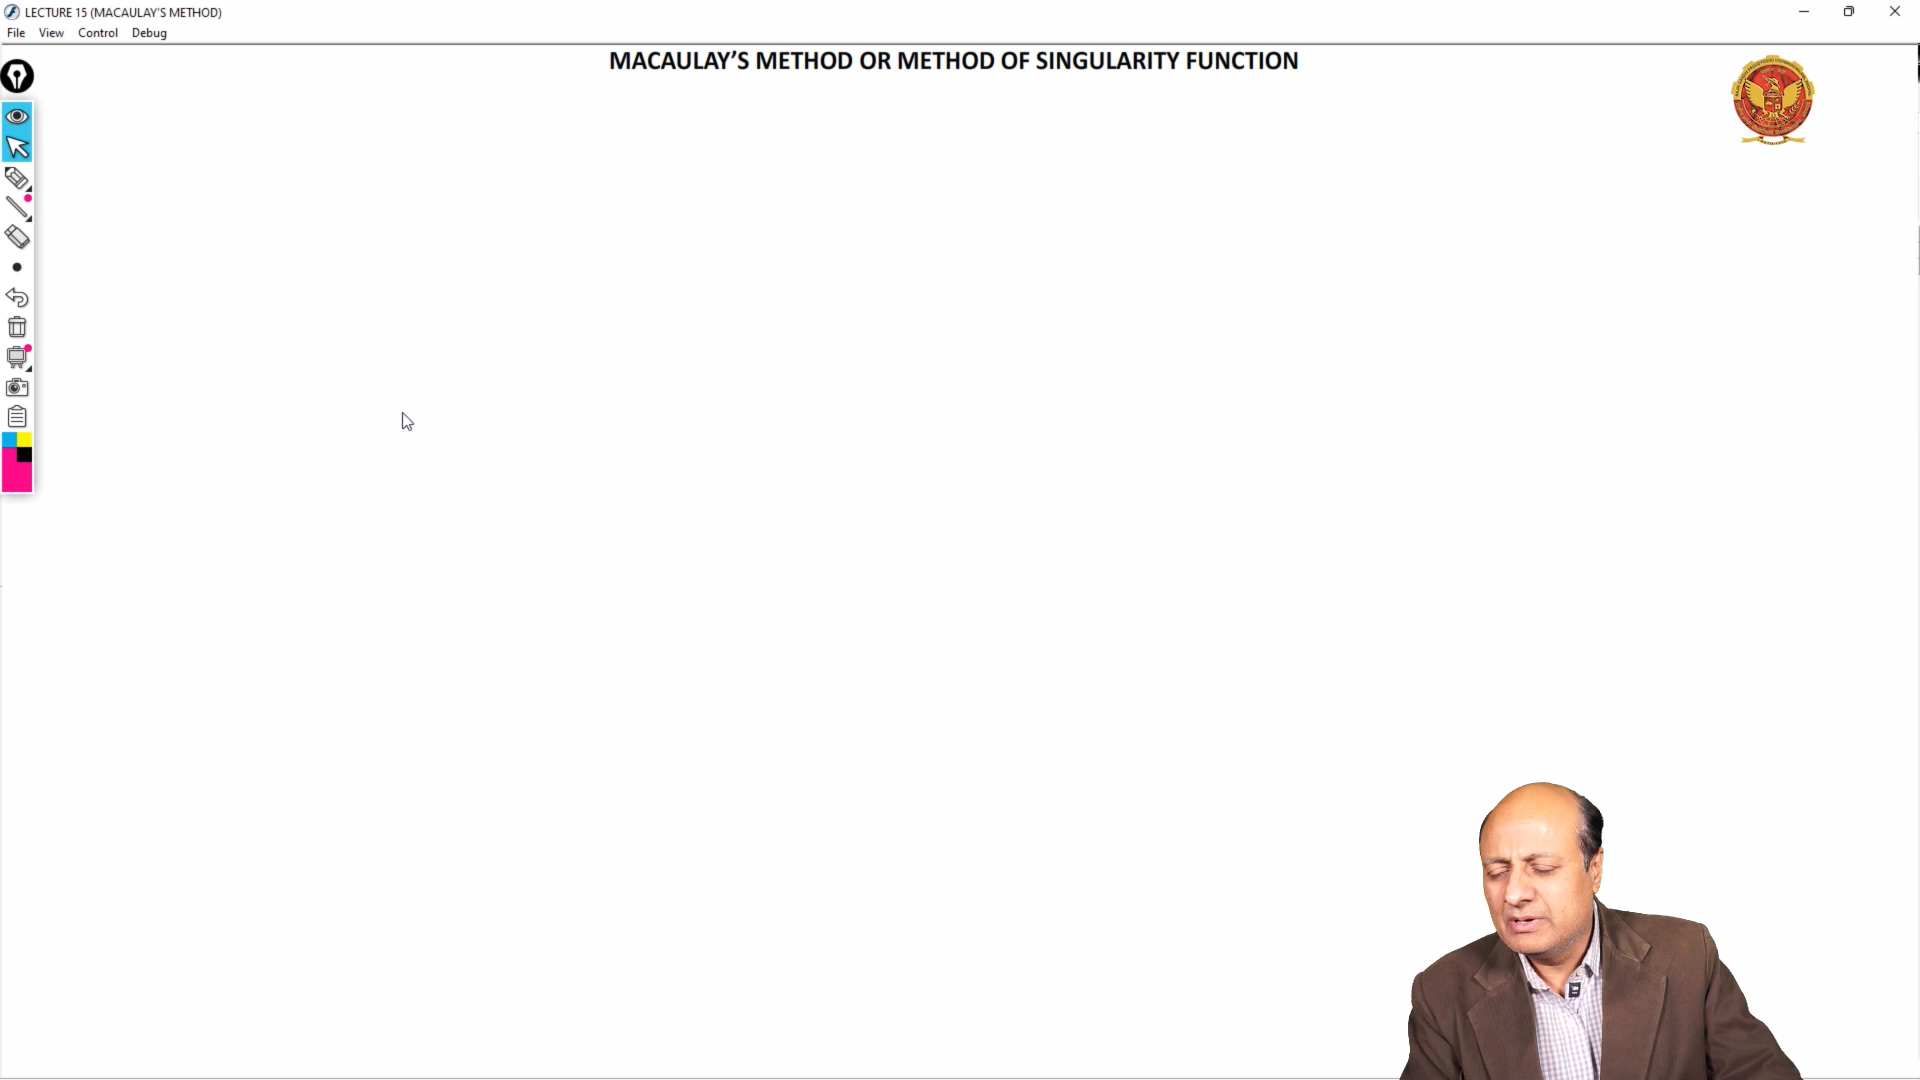 LECTURE 15 (MACAULAY'S METHOD)
File View Control Debug
MACAULAY’S METHOD OR METHOD OF SINGULARITY FUNCTION